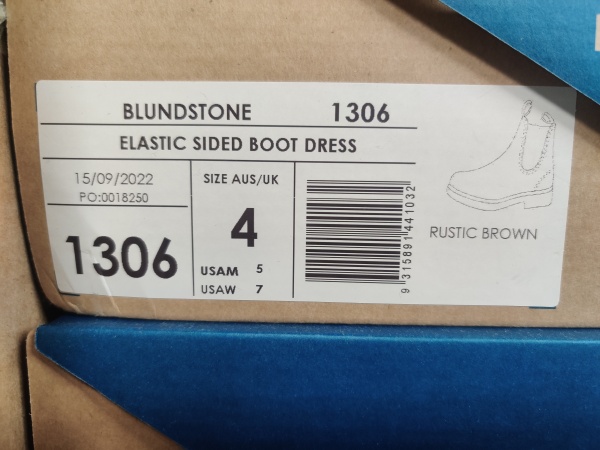 BLUNDSTONE 1306
ELASTIC SIDED BOOT DRESS
15/09/2022
PO:0018250
1306
SIZE AUS/UK
4
USAM 5
USAW 7
9 315891 441032
RUSTIC BROWN